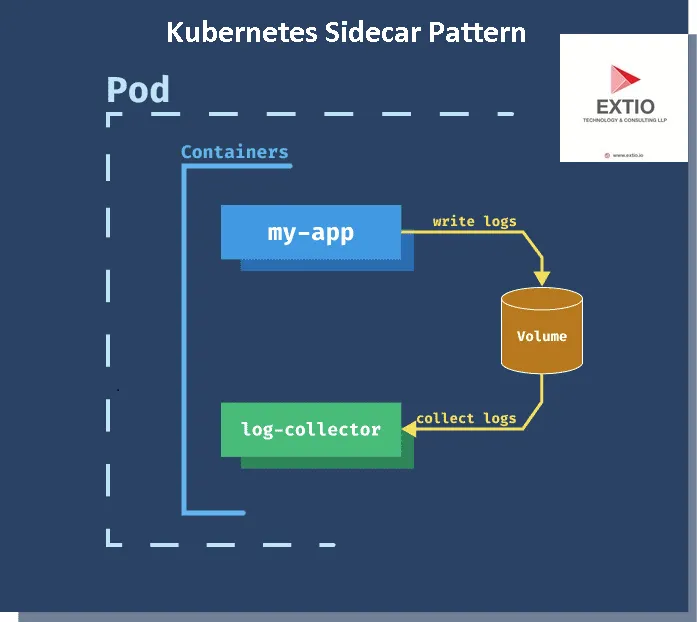 Kubernetes Sidecar Pattern
Pod
EXTIO
TECHNOLOGY & CONSULTING LLP
www.extio.io
Containers
my-app
write logs
Volume
log-collector
collect logs